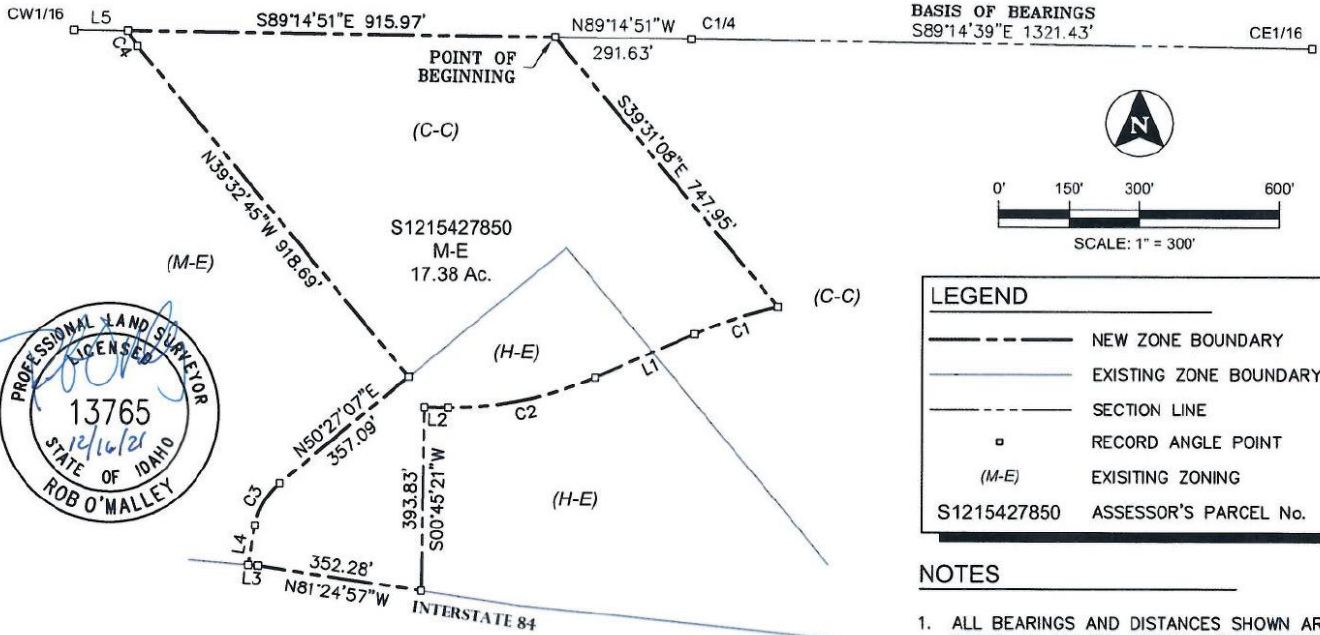 CW1/16
L5
S89°14'51"E 915.97'
N89°14'51"W
291.63'
C1/4
BASIS OF BEARINGS
S89°14'39"E 1321.43'
CE1/16
C4
POINT OF
BEGINNING
(C-C)
S39°31'08"E 747.95'
N
0' 150' 300' 600'
SCALE: 1" = 300'
N39°32'45"W 918.69'
S1215427850
M-E
17.38 Ac.
(M-E)
(C-C)
C1
(H-E)
L1
C2
L2
N50°27'07"E
357.09'
C3
L4
L3
393.83'
S00°45'21"W
(H-E)
352.28'
N81°24'57"W
INTERSTATE 84
PROFESSIONAL LAND SURVEYOR
LICENSED
13765
12/16/21
STATE OF IDAHO
ROB O'MALLEY
LEGEND
NEW ZONE BOUNDARY
EXISTING ZONE BOUNDARY
SECTION LINE
RECORD ANGLE POINT
(M-E) EXISITING ZONING
S1215427850 ASSESSOR'S PARCEL No.
NOTES
1. ALL BEARINGS AND DISTANCES SHOWN AR